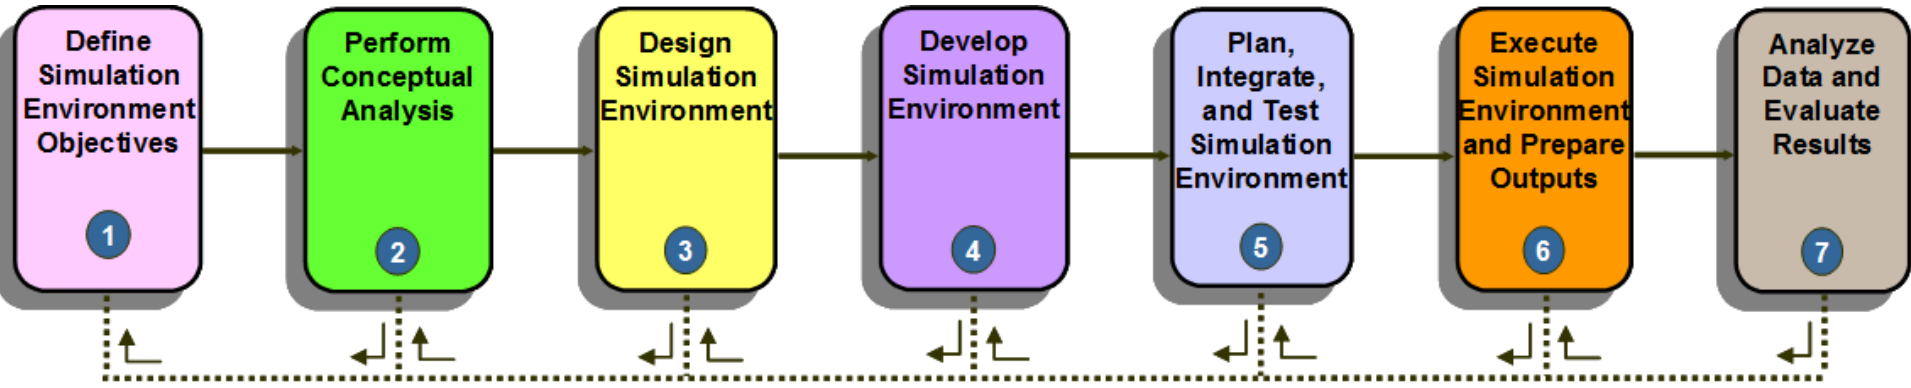 Define
Simulation
Environment
Objectives
1
Perform
Conceptual
Analysis
2
Design
Simulation
Environment
3
Develop
Simulation
Environment
4
Plan,
Integrate,
and Test
Simulation
Environment
5
Execute
Simulation
Environment
and Prepare
Outputs
6
Analyze
Data and
Evaluate
Results
7